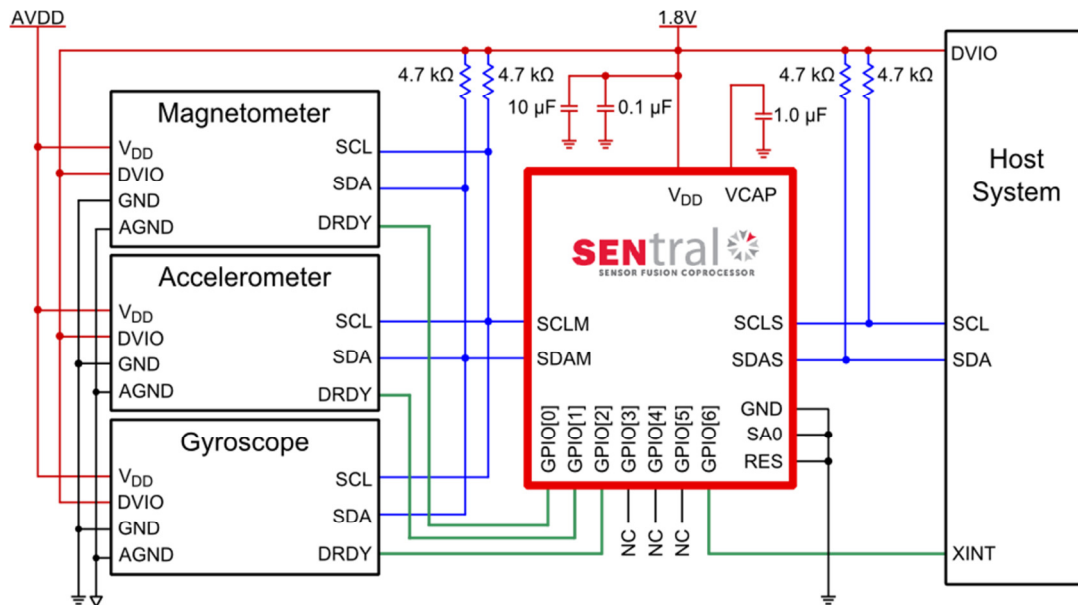 AVDD
1.8V
4.7 kΩ
4.7 kΩ
10 µF
0.1 µF
1.0 µF
4.7 kΩ
4.7 kΩ
DVIO
Host
System
SCL
SDA
XINT
Magnetometer
VDD
DVIO
GND
AGND
SCL
SDA
DRDY
Accelerometer
VDD
DVIO
GND
AGND
SCL
SDA
DRDY
Gyroscope
VDD
DVIO
GND
AGND
SCL
SDA
DRDY
VDD
VCAP
SENtral
SENSOR FUSION COPROCESSOR
SCLM
SDAM
SCLS
SDAS
GND
SA0
RES
GPIO[0]
GPIO[1]
GPIO[2]
GPIO[3]
GPIO[4]
GPIO[5]
GPIO[6]
NC
NC
NC